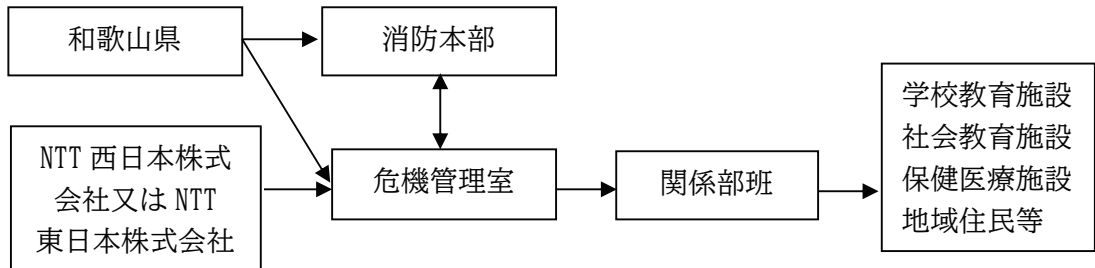 和歌山県
消防本部
NTT 西日本株式
会社又は NTT
東日本株式会社
危機管理室
関係部班
学校教育施設
社会教育施設
保健医療施設
地域住民等